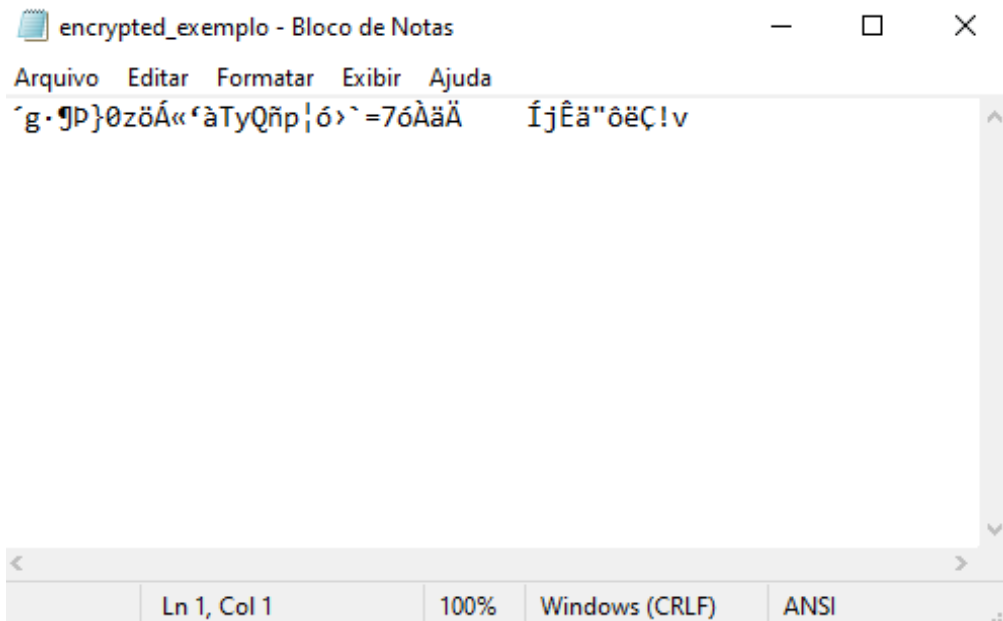 encrypted_exemplo - Bloco de Notas
Arquivo Editar Formatar Exibir Ajuda
´g·¶Þ}0zöÁ«‘àTyQñp¦ó›`=7óÀäÄ	ÍjÊä"ôëÇ!v
Ln 1, Col 1 100% Windows (CRLF) ANSI